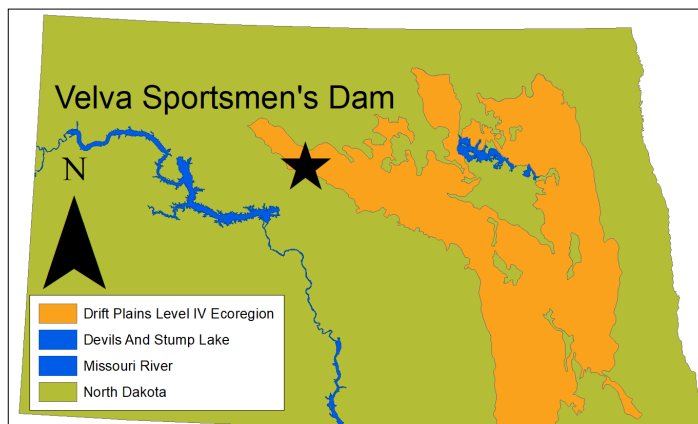 Velva Sportsmen's Dam
N
Drift Plains Level IV Ecoregion
Devils And Stump Lake
Missouri River
North Dakota